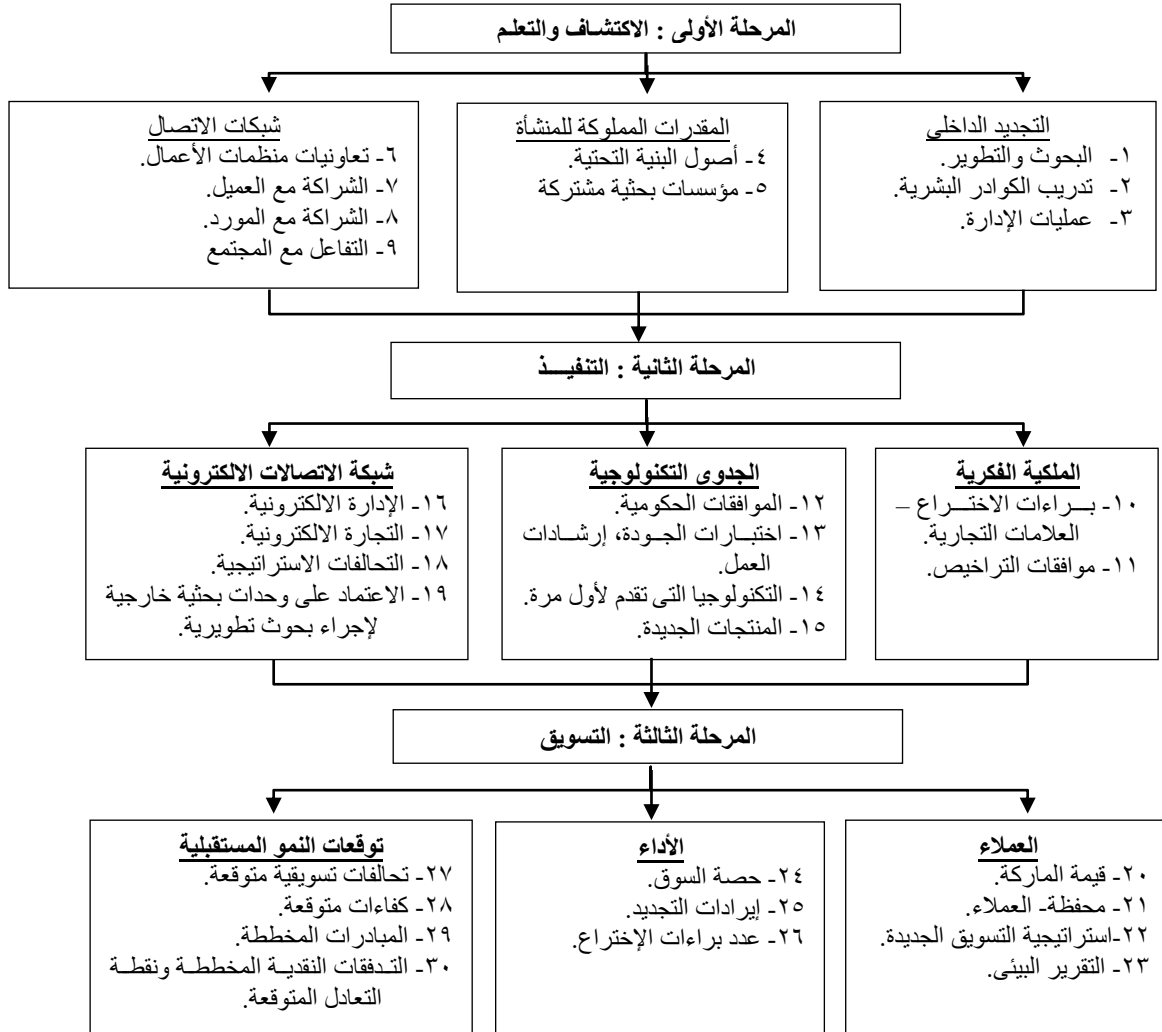 المرحلة الأولى : الاكتشاف والتعلم
التجديد الداخلى
١- البحوث والتطوير.
٢- تدريب الكوادر البشرية.
٣- عمليات الإدارة.
المقدرات المملوكة للمنشأة
٤- أصول البنية التحتية.
٥- مؤسسات بحثية مشتركة
شبكات الاتصال
٦- تعاونيات منظمات الأعمال.
٧- الشراكة مع العميل.
٨- الشراكة مع المورد.
٩- التفاعل مع المجتمع
المرحلة الثانية : التنفيـــذ
الملكية الفكرية
١٠- بـــراءات الاختـــراع –
العلامات التجارية.
١١- موافقات التراخيص.
الجدوى التكنولوجية
١٢- الموافقات الحكومية.
١٣- اختبـارات الجـودة، إرشـادات
العمل.
١٤- التكنولوجيا التى تقدم لأول مرة.
١٥- المنتجات الجديدة.
شبكة الاتصالات الالكترونية
١٦- الإدارة الالكترونية.
١٧- التجارة الالكترونية.
١٨- التحالفات الاستراتيجية.
١٩- الاعتماد على وحدات بحثية خارجية
لإجراء بحوث تطويرية.
المرحلة الثالثة : التسويق
العملاء
٢٠- قيمة الماركة.
٢١- محفظة- العملاء.
٢٢-استراتيجية التسويق الجديدة.
٢٣- التقرير البيئى.
الأداء
٢٤- حصة السوق.
٢٥- إيرادات التجديد.
٢٦- عدد براءات الإختراع.
توقعات النمو المستقبلية
٢٧- تحالفات تسويقية متوقعة.
٢٨- كفاءات متوقعة.
٢٩- المبادرات المخططة.
٣٠- التـدفقات النقديـة المخططـة ونقطـة
التعادل المتوقعة.